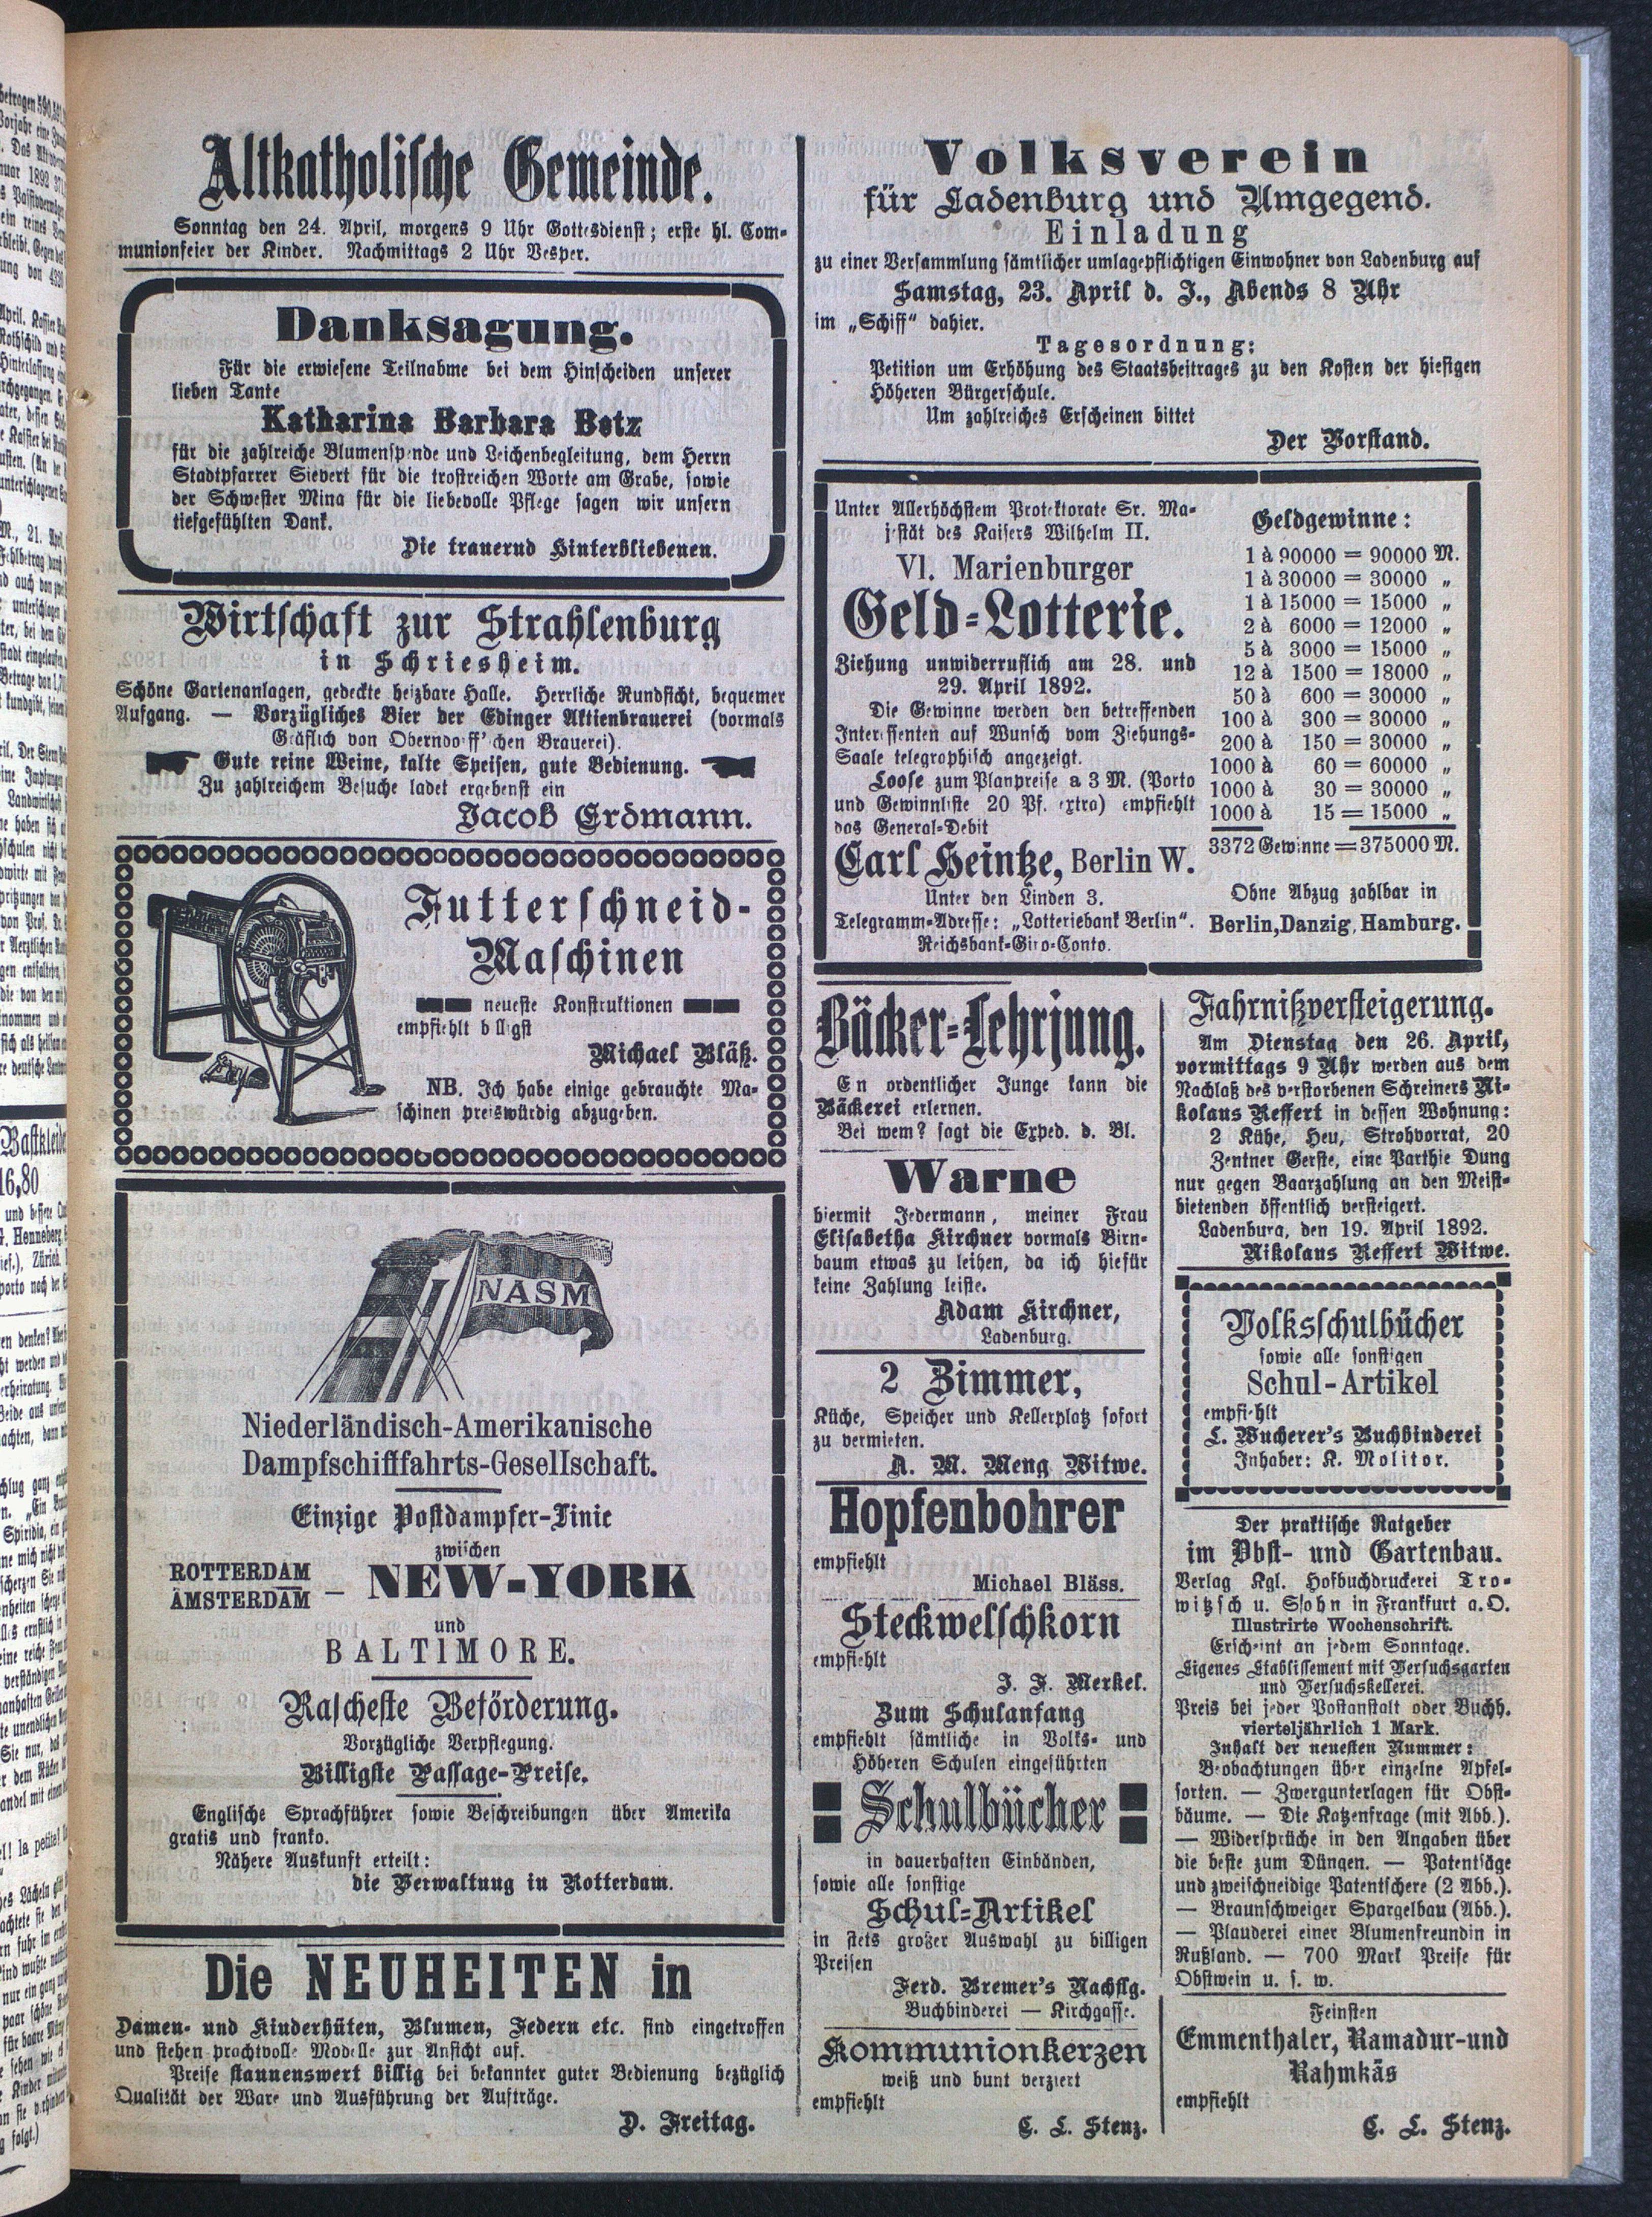 Altkatholische Gemeinde.
Sonntag den 24. April, morgens 9 Uhr Gottesdienst; erste hl. Com-
munionfeier der Kinder. Nachmittags 2 Uhr Vesper.
Danksagung.
Für die erwiesene Teilnahme bei dem Hinscheiden unserer
lieben Tante
Katharina Barbara Betz
für die zahlreiche Blumenspende und Leichenbegleitung, dem Herrn
Stadtpfarrer Siebert für die trostreichen Worte am Grabe, sowie
der Schwester Mina für die liebevolle Pflege sagen wir unsern
tiefgefühlten Dank.
Die trauernd Hinterbliebenen.
Wirtschaft zur Strahlenburg
in Schriesheim.
Schöne Gartenanlagen, gedeckte heizbare Halle. Herrliche Rundsicht, bequemer
Aufgang. — Vorzügliches Bier der Edinger Aktienbrauerei (vormals
Gräflich von Oberndorff'schen Brauerei).
Gute reine Weine, kalte Speisen, gute Bedienung.
Zu zahlreichem Besuche ladet ergebenst ein
Jacob Erdmann.
Futterschneid-
Maschinen
neueste Konstruktionen
empfiehlt billigst
Michael Bläß.
NB. Ich habe einige gebrauchte Ma-
schinen preiswürdig abzugeben.
NASM
Niederländisch-Amerikanische
Dampfschifffahrts-Gesellschaft.
Einzige Postdampfer-Linie
zwischen
ROTTERDAM
AMSTERDAM – NEW-YORK
und
BALTIMORE.
Rascheste Beförderung.
Vorzügliche Verpflegung.
Billigste Passage-Preise.
Englische Sprachführer sowie Beschreibungen über Amerika
gratis und franko.
Nähere Auskunft erteilt:
die Verwaltung in Rotterdam.
Die NEUHEITEN in
Damen- und Kinderhüten, Blumen, Federn etc. sind eingetroffen
und stehen prachtvolle Modelle zur Ansicht auf.
Preise staunenswert billig bei bekannter guter Bedienung bezüglich
Qualität der Ware und Ausführung der Aufträge.
D. Freitag.
Volksverein
für Ladenburg und Umgegend.
Einladung
zu einer Versammlung sämtlicher umlagepflichtigen Einwohner von Ladenburg auf
Samstag, 23. April d. J., Abends 8 Uhr
im „Schiff“ dahier.
Tagesordnung:
Petition um Erhöhung des Staatsbeitrages zu den Kosten der hiesigen
Höheren Bürgerschule.
Um zahlreiches Erscheinen bittet
Der Vorstand.
Unter Allerhöchstem Protektorate Sr. Ma-
jestät des Kaisers Wilhelm II.
VI. Marienburger
Geld-Lotterie.
Ziehung unwiderruflich am 28. und
29. April 1892.
Die Gewinne werden den betreffenden
Interessenten auf Wunsch vom Ziehungs-
Saale telegraphisch angezeigt.
Loose zum Planpreise a 3 M. (Porto
und Gewinnliste 20 Pf. extra) empfiehlt
das General-Debit
Carl Heintze, Berlin W.
Unter den Linden 3.
Telegramm-Adresse: „Lotteriebank Berlin“.
Reichsbank-Giro-Conto.
Geldgewinne:
1 à 90000 = 90000 M.
1 à 30000 = 30000 „
1 à 15000 = 15000 „
2 à 6000 = 12000 „
5 à 3000 = 15000 „
12 à 1500 = 18000 „
50 à 600 = 30000 „
100 à 300 = 30000 „
200 à 150 = 30000 „
1000 à 60 = 60000 „
1000 à 30 = 30000 „
1000 à 15 = 15000 „
3372 Gewinne = 375000 M.
Ohne Abzug zahlbar in
Berlin, Danzig, Hamburg.
Bäcker-Lehrjung.
Ein ordentlicher Junge kann die
Bäckerei erlernen.
Bei wem? sagt die Exped. d. Bl.
Warne
hiermit Jedermann, meiner Frau
Elisabetha Kirchner vormals Birn-
baum etwas zu leihen, da ich hiefür
keine Zahlung leiste.
Adam Kirchner,
Ladenburg.
2 Zimmer,
Küche, Speicher und Kellerplatz sofort
zu vermieten.
A. M. Meng Witwe.
Hopfenbohrer
empfiehlt
Michael Bläss.
Steckwelschkorn
empfiehlt
J. F. Merkel.
Zum Schulanfang
empfiehlt sämtliche in Volks- und
Höheren Schulen eingeführten
Schulbücher
in dauerhaften Einbänden,
sowie alle sonstige
Schul-Artikel
in stets großer Auswahl zu billigen
Preisen
Ferd. Bremer's Nachflg.
Buchbinderei — Kirchgasse.
Kommunionkerzen
weiß und bunt verziert
empfiehlt
C. L. Stenz.
Fahrnißversteigerung.
Am Dienstag den 26. April,
vormittags 9 Uhr werden aus dem
Nachlaß des verstorbenen Schreiners Ni-
kolaus Reffert in dessen Wohnung:
2 Kühe, Heu, Strohvorrat, 20
Zentner Gerste, eine Parthie Dung
nur gegen Baarzahlung an den Meist-
bietenden öffentlich versteigert.
Ladenburg, den 19. April 1892.
Nikolaus Reffert Witwe.
Volksschulbücher
sowie alle sonstigen
Schul-Artikel
empfiehlt
L. Wucherer's Buchbinderei
Inhaber: K. Molitor.
Der praktische Ratgeber
im Obst- und Gartenbau.
Verlag Kgl. Hofbuchdruckerei Tro-
witzsch u. Sohn in Frankfurt a. O.
Illustrirte Wochenschrift.
Erscheint an jedem Sonntage.
Eigenes Etablissement mit Versuchsgarten
und Versuchskellerei.
Preis bei jeder Postanstalt oder Buchh.
vierteljährlich 1 Mark.
Inhalt der neuesten Nummer:
Beobachtungen über einzelne Apfel-
sorten. — Zwergunterlagen für Obst-
bäume. — Die Katzenfrage (mit Abb.).
— Widersprüche in den Angaben über
die beste zum Düngen. — Patentsäge
und zweischneidige Patentschere (2 Abb.).
— Braunschweiger Spargelbau (Abb.).
— Plauderei einer Blumenfreundin in
Rußland. — 700 Mark Preise für
Obstwein u. s. w.
Feinsten
Emmenthaler, Ramadur-und
Rahmkäs
empfiehlt
C. L. Stenz.